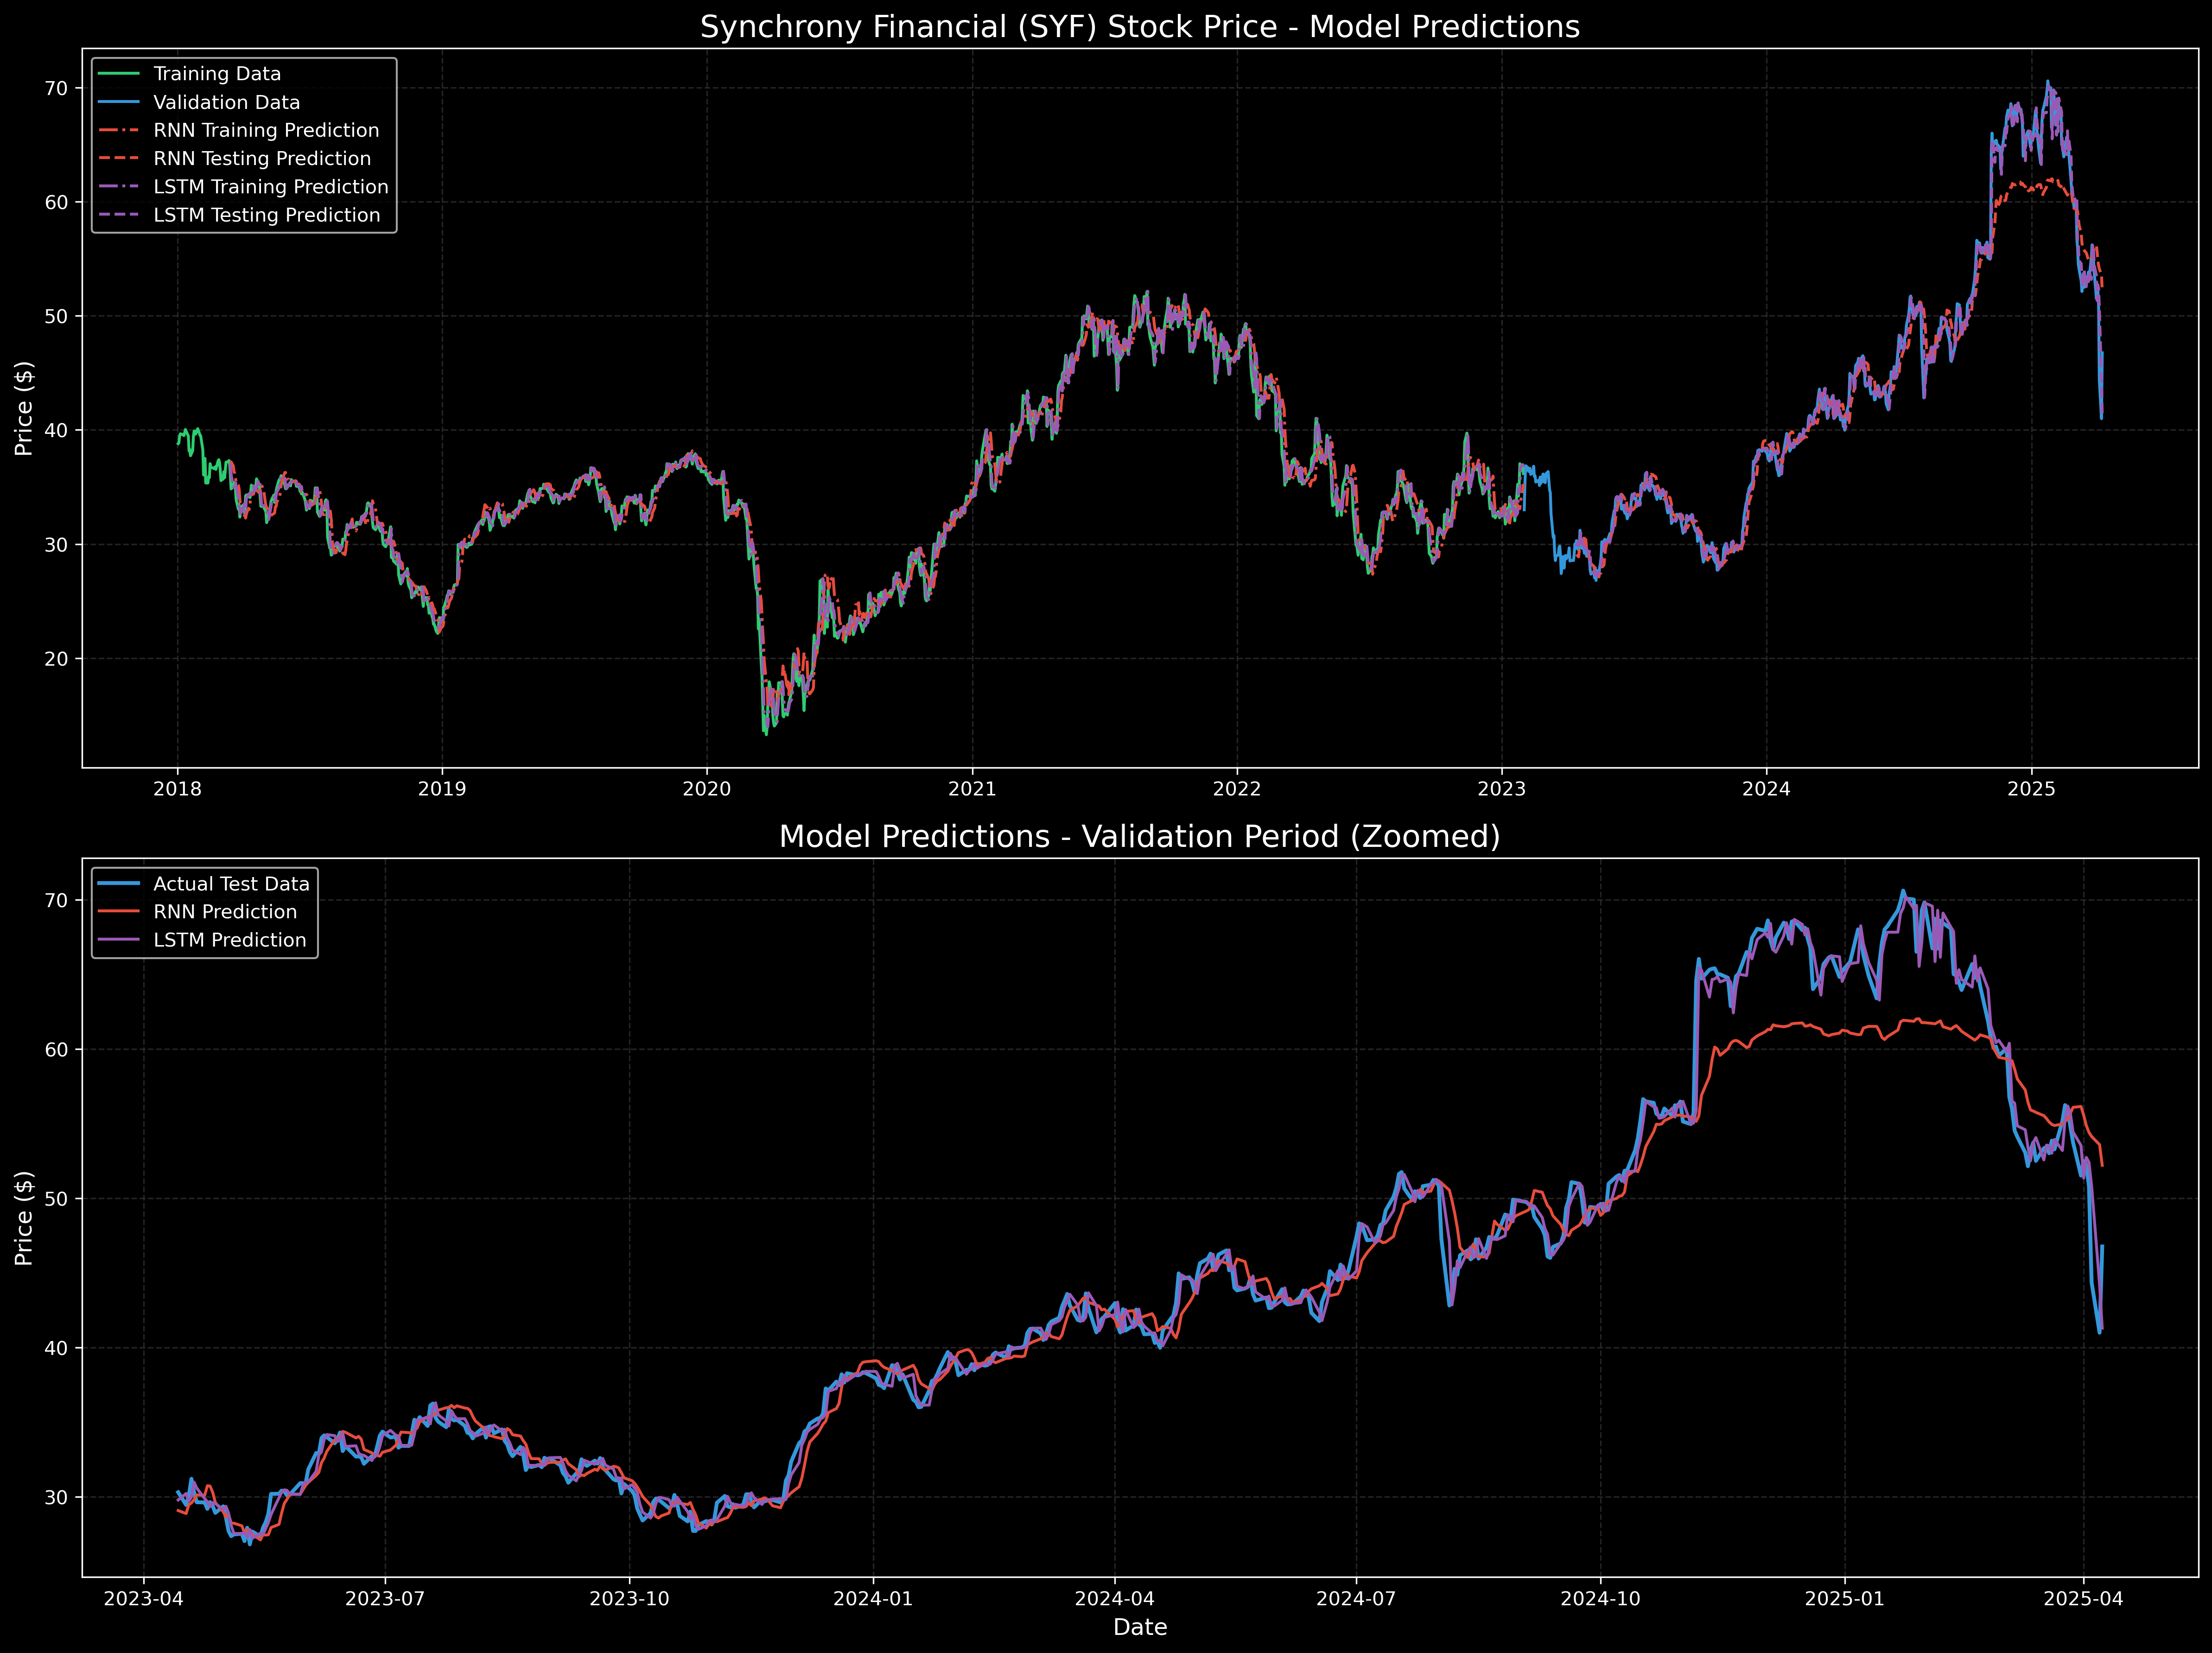 Synchrony Financial (SYF) Stock Price - Model Predictions
Training Data
Validation Data
RNN Training Prediction
RNN Testing Prediction
LSTM Training Prediction
LSTM Testing Prediction
Price ($)
70
60
50
40
30
20
2018 2019 2020 2021 2022 2023 2024 2025
Model Predictions - Validation Period (Zoomed)
Actual Test Data
RNN Prediction
LSTM Prediction
Price ($)
70
60
50
40
30
2023-04 2023-07 2023-10 2024-01 2024-04 2024-07 2024-10 2025-01 2025-04
Date